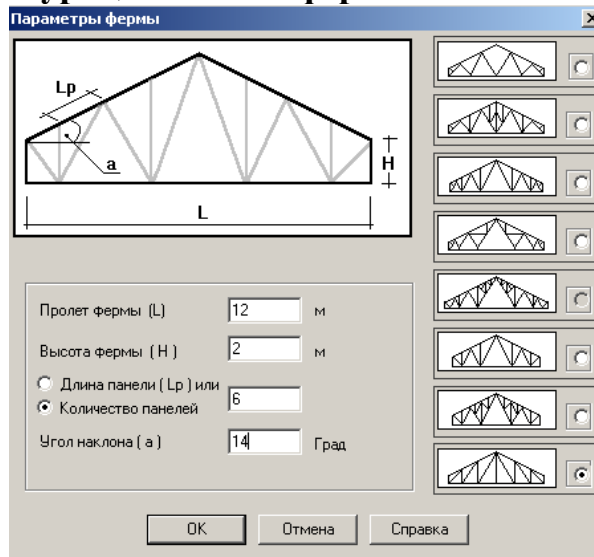 Параметры фермы
Lp
a
H
L
Пролет фермы (L) 12 м
Высота фермы ( H ) 2 м
Длина панели ( Lp ) или
Количество панелей 6
Угол наклона ( a ) 14 Град
OK Отмена Справка